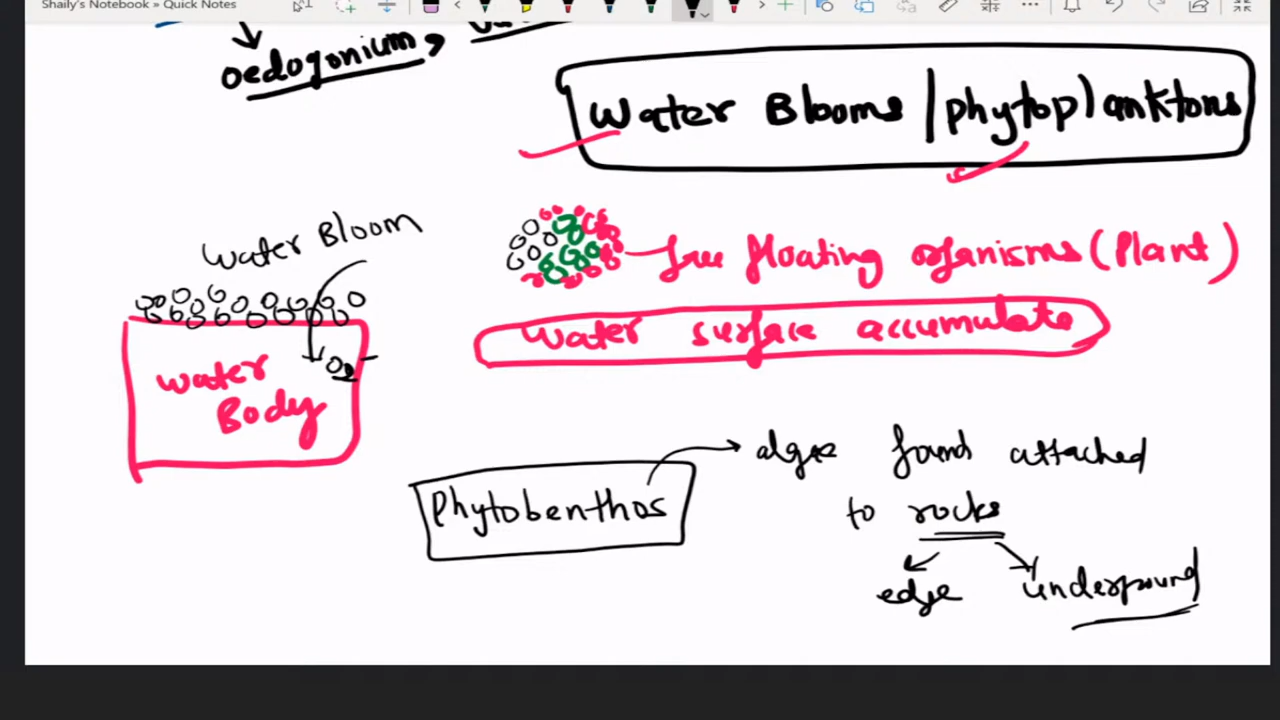 Shaily's Notebook » Quick Notes
oedogonium,
Water Blooms | phytoplanktons
Water Bloom
free floating organisms (Plant)
Water surface accumulate
O2
Water
Body
Phytobenthos
algae found attached
to rocks
edge
underground